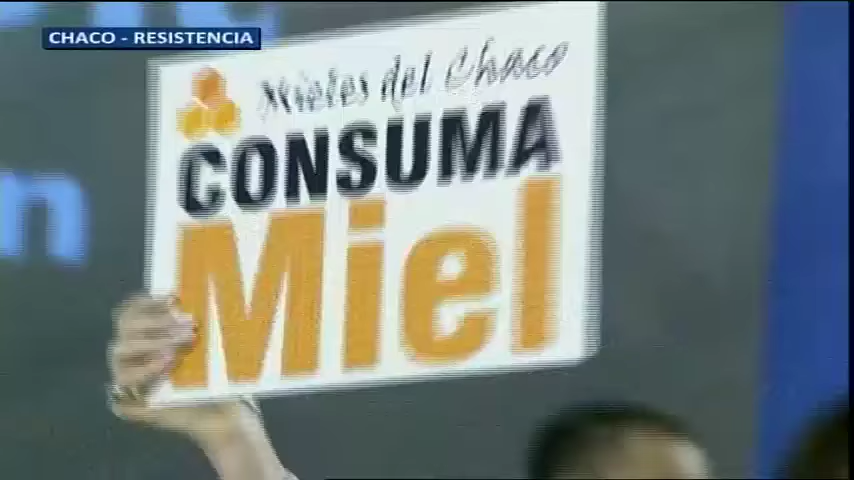 CHACO - RESISTENCIA
Mieles del Chaco
CONSUMA
Miel
n